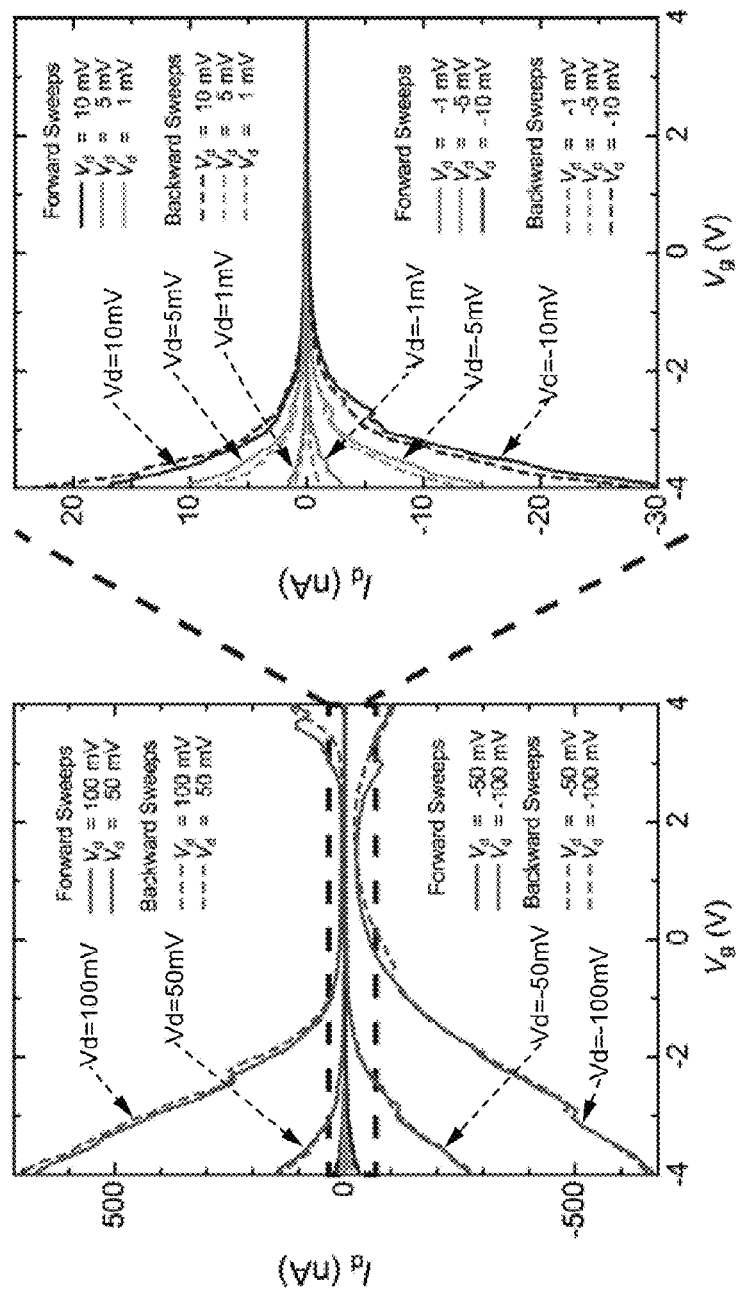 Forward Sweeps
V_d = 100 mV
V_d = 50 mV
Backward Sweeps
V_d = 100 mV
V_d = 50 mV
Vd=100mV
Vd=50mV
Forward Sweeps
V_d = -50 mV
V_d = -100 mV
Backward Sweeps
V_d = -50 mV
V_d = -100 mV
Vd=-50mV
Vd=-100mV
500
0
-500
I_d (nA)
-4
-2
0
2
4
V_g (V)
Forward Sweeps
V_d = 10 mV
V_d = 5 mV
V_d = 1 mV
Backward Sweeps
V_d = 10 mV
V_d = 5 mV
V_d = 1 mV
Vd=10mV
Vd=5mV
Vd=1mV
Forward Sweeps
V_d = -1 mV
V_d = -5 mV
V_d = -10 mV
Backward Sweeps
V_d = -1 mV
V_d = -5 mV
V_d = -10 mV
Vd=-1mV
Vd=-5mV
Vd=-10mV
20
10
0
-10
-20
-30
I_d (nA)
-4
-2
0
2
4
V_g (V)